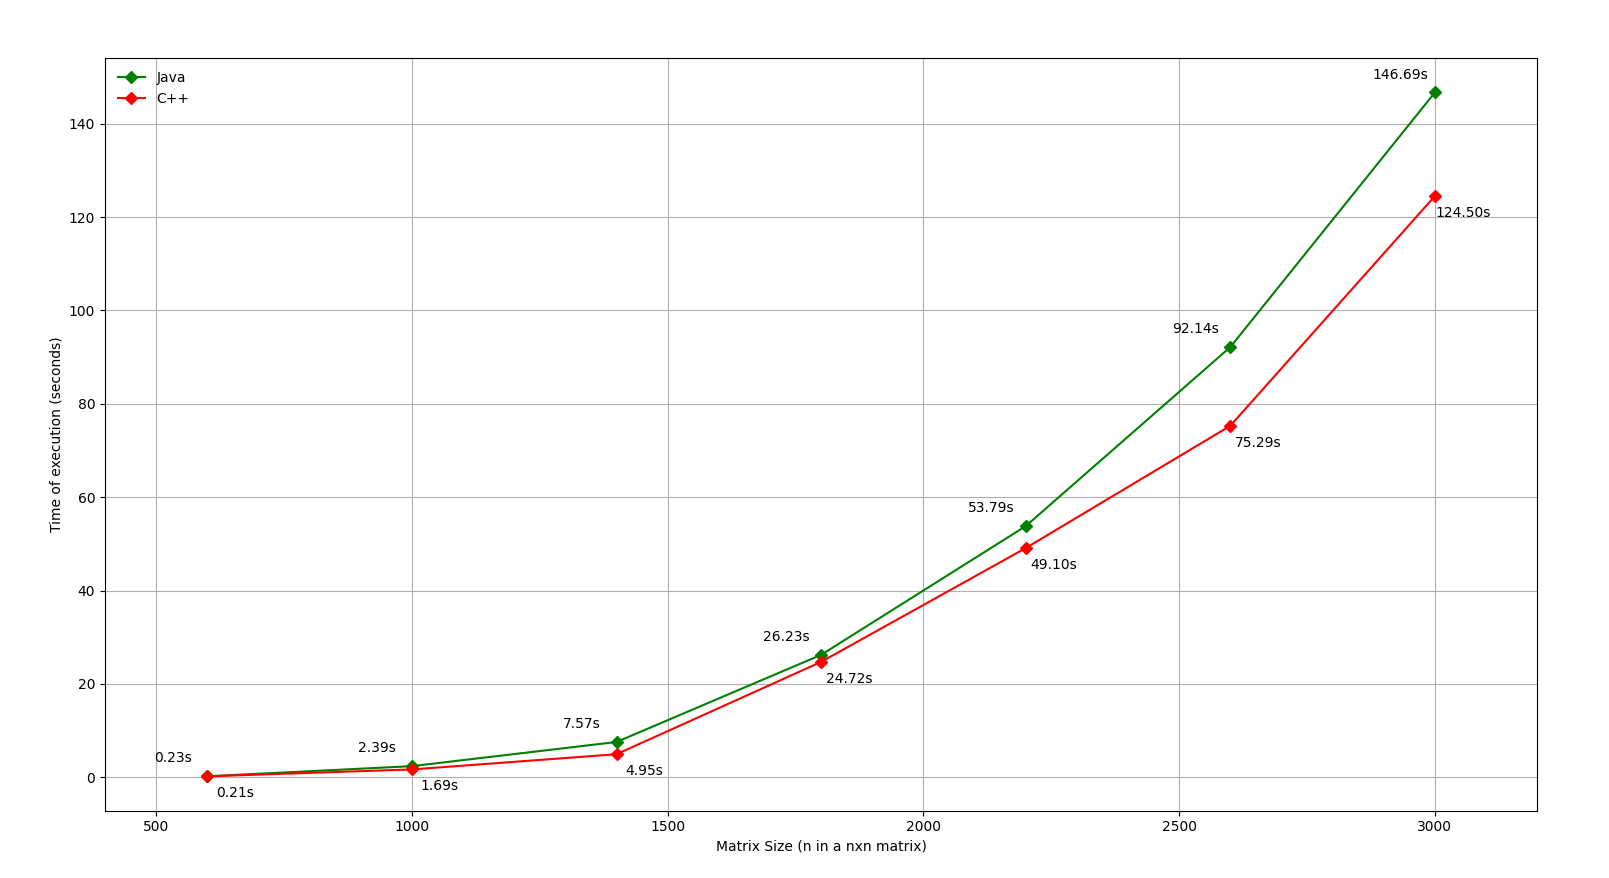 Java
C++
146.69s
140
124.50s
120
100
92.14s
80
75.29s
Time of execution (seconds)
60
53.79s
49.10s
40
26.23s
24.72s
20
7.57s
4.95s
2.39s
1.69s
0.23s
0.21s
0
500 1000 1500 2000 2500 3000
Matrix Size (n in a nxn matrix)